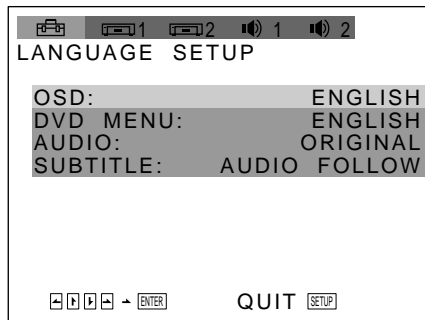 1 2 1 2
LANGUAGE SETUP
OSD: ENGLISH
DVD MENU: ENGLISH
AUDIO: ORIGINAL
SUBTITLE: AUDIO FOLLOW
ENTER QUIT SETUP